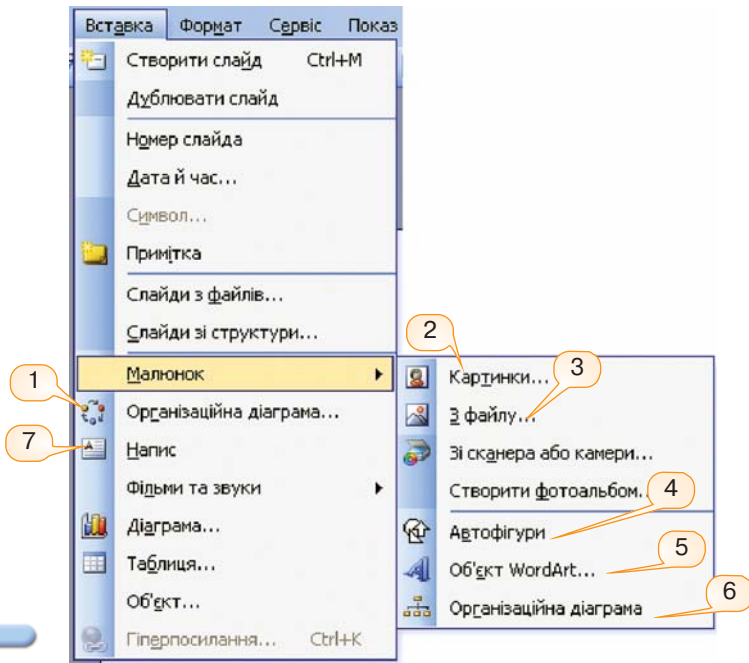 Вставка Формат Сервіс Показ
Створити слайд Ctrl+M
Дублювати слайд
Номер слайда
Дата й час...
Символ...
Примітка
Слайди з файлів...
Слайди зі структури...
Малюнок
Організаційна діаграма...
Напис
Фільми та звуки
Діаграма...
Таблиця...
Об'єкт...
Гіперпосилання... Ctrl+K
Картинки...
З файлу...
Зі сканера або камери...
Створити фотоальбом...
Автофігури
Об'єкт WordArt...
Організаційна діаграма
1
7
2
3
4
5
6